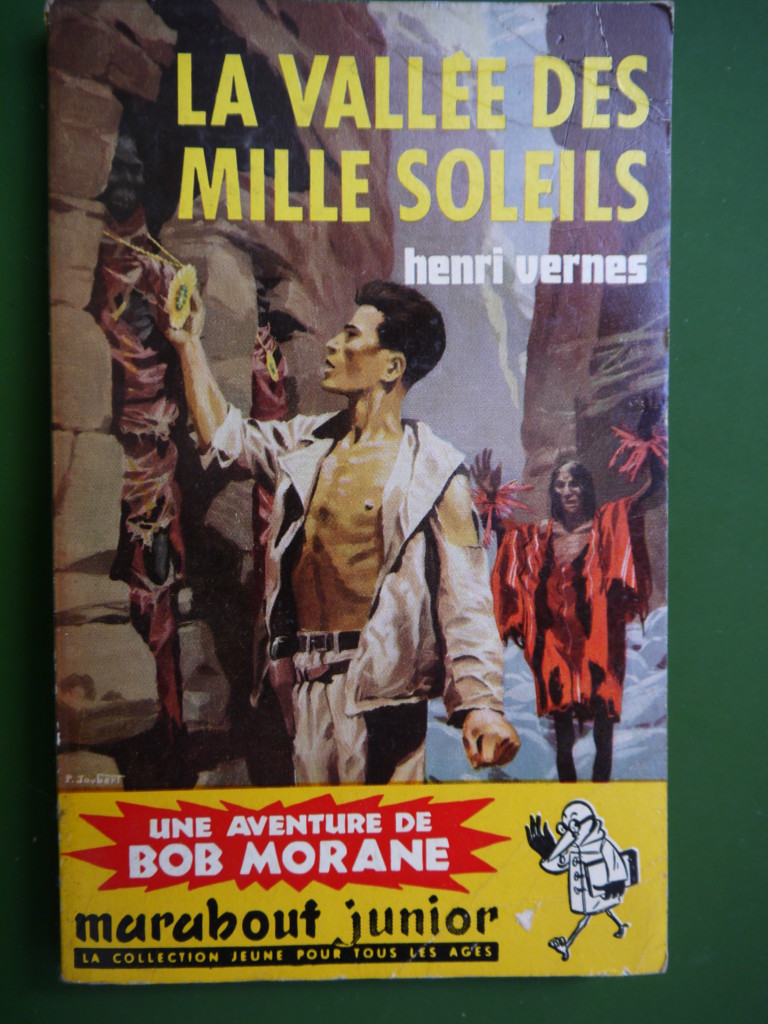 LA VALLÉE DES
MILLE SOLEILS
henri vernes
P. Joubert
UNE AVENTURE DE
BOB MORANE
marabout junior
LA COLLECTION JEUNE POUR TOUS LES AGES